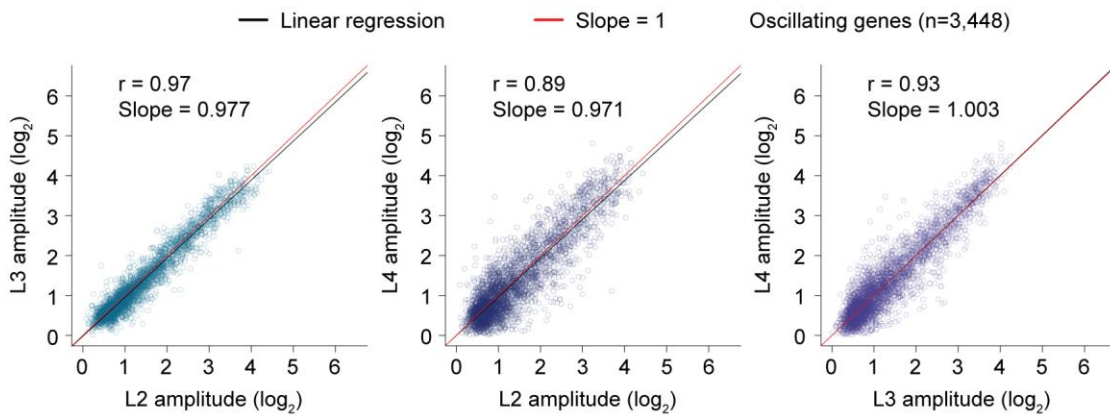 Linear regression Slope = 1 Oscillating genes (n=3,448)
r = 0.97
Slope = 0.977
L3 amplitude (log2)
6
5
4
3
2
1
0
0 1 2 3 4 5 6
L2 amplitude (log2)
r = 0.89
Slope = 0.971
L4 amplitude (log2)
6
5
4
3
2
1
0
0 1 2 3 4 5 6
L2 amplitude (log2)
r = 0.93
Slope = 1.003
L4 amplitude (log2)
6
5
4
3
2
1
0
0 1 2 3 4 5 6
L3 amplitude (log2)